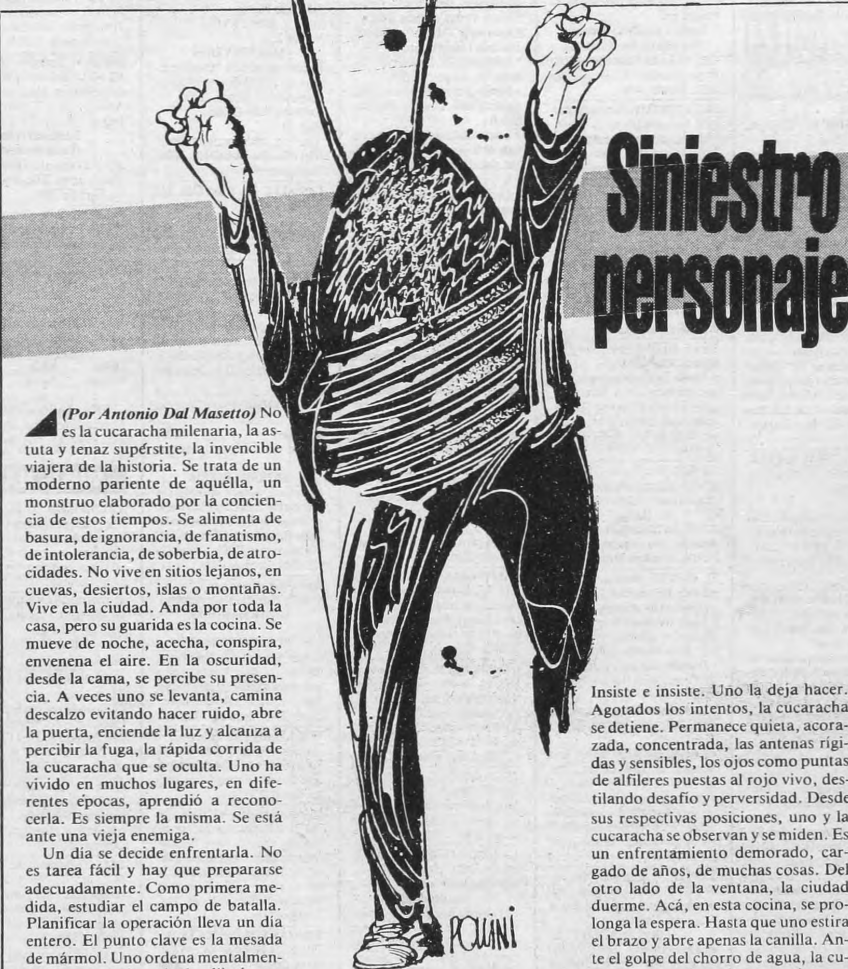 Siniestro
personaje
(Por Antonio Dal Masetto) No
es la cucaracha milenaria, la as-
tuta y tenaz supérstite, la invencible
viajera de la historia. Se trata de un
moderno pariente de aquélla, un
monstruo elaborado por la concien-
cia de estos tiempos. Se alimenta de
basura, de ignorancia, de fanatismo,
de intolerancia, de soberbia, de atro-
cidades. No vive en sitios lejanos, en
cuevas, desiertos, islas o montañas.
Vive en la ciudad. Anda por toda la
casa, pero su guarida es la cocina. Se
mueve de noche, acecha, conspira,
envenena el aire. En la oscuridad,
desde la cama, se percibe su presen-
cia. A veces uno se levanta, camina
descalzo evitando hacer ruido, abre
la puerta, enciende la luz y alcanza a
percibir la fuga, la rápida corrida de
la cucaracha que se oculta. Uno ha
vivido en muchos lugares, en dife-
rentes épocas, aprendió a recono-
cerla. Es siempre la misma. Se está
ante una vieja enemiga.
Un día se decide enfrentarla. No
es tarea fácil y hay que prepararse
adecuadamente. Como primera me-
dida, estudiar el campo de batalla.
Planificar la operación lleva un día
entero. El punto clave es la mesada
de mármol. Uno ordena mentalmen-
POLLINI
Insiste e insiste. Uno la deja hacer.
Agotados los intentos, la cucaracha
se detiene. Permanece quieta, acora-
zada, concentrada, las antenas rígi-
das y sensibles, los ojos como puntas
de alfileres puestas al rojo vivo, des-
tilando desafío y perversidad. Desde
sus respectivas posiciones, uno y la
cucaracha se observan y se miden. Es
un enfrentamiento demorado, car-
gado de años, de muchas cosas. Del
otro lado de la ventana, la ciudad
duerme. Acá, en esta cocina, se pro-
longa la espera. Hasta que uno estira
el brazo y abre apenas la canilla. An-
te el golpe del chorro de agua, la cu-